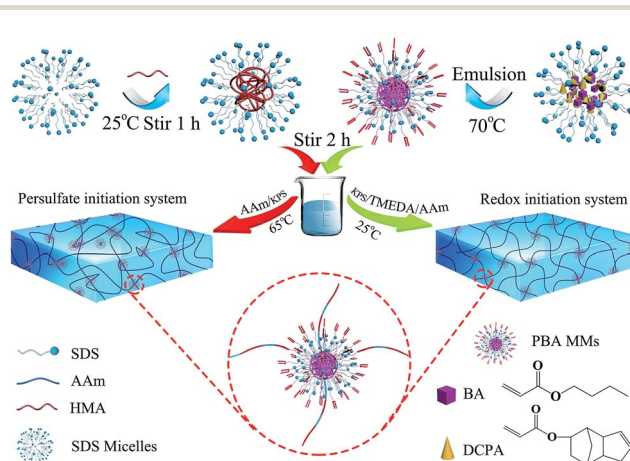 25°C Stir 1 h
Emulsion
70°C
Stir 2 h
Persulfate initiation system
AAm/KPS
65°C
KPS/TMEDA/AAm
25°C
Redox initiation system
SDS
AAm
HMA
SDS Micelles
PBA MMs
BA
O
O
DCPA
O
O